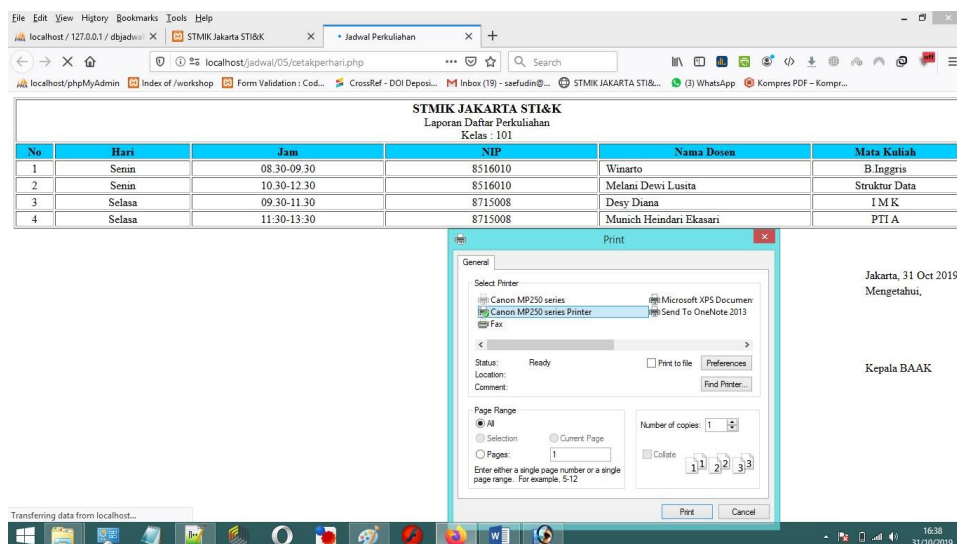 File Edit View History Bookmarks Tools Help
localhost / 127.0.0.1 / dbjadwal STMIK Jakarta STI&K Jadwal Perkuliahan
localhost/jadwal/05/cetakperhari.php Search
localhost/phpMyAdmin Index of /workshop Form Validation : Cod... CrossRef - DOI Deposi... Inbox (19) - saefudin@... STMIK JAKARTA STI&... (3) WhatsApp Kompres PDF – Kompr...
STMIK JAKARTA STI&K
Laporan Daftar Perkuliahan
Kelas : 101
No Hari Jam NIP Nama Dosen Mata Kuliah
1 Senin 08.30-09.30 8516010 Winarto B.Inggris
2 Senin 10.30-12.30 8516010 Melani Dewi Lusita Struktur Data
3 Selasa 09.30-11.30 8715008 Desy Diana I M K
4 Selasa 11:30-13:30 8715008 Munich Heindari Ekasari PTI A
Jakarta, 31 Oct 2019
Mengetahui,
Kepala BAAK
Print
General
Select Printer
Canon MP250 series Microsoft XPS Documen
Canon MP250 series Printer Send To OneNote 2013
Fax
Status: Ready Print to file Preferences
Location:
Comment: Find Printer...
Page Range
All Number of copies: 1
Selection Current Page
Pages: 1 Collate
Enter either a single page number or a single
page range. For example, 5-12
1 1 2 2 3 3
Print Cancel
Transferring data from localhost...
16:38
31/10/2019